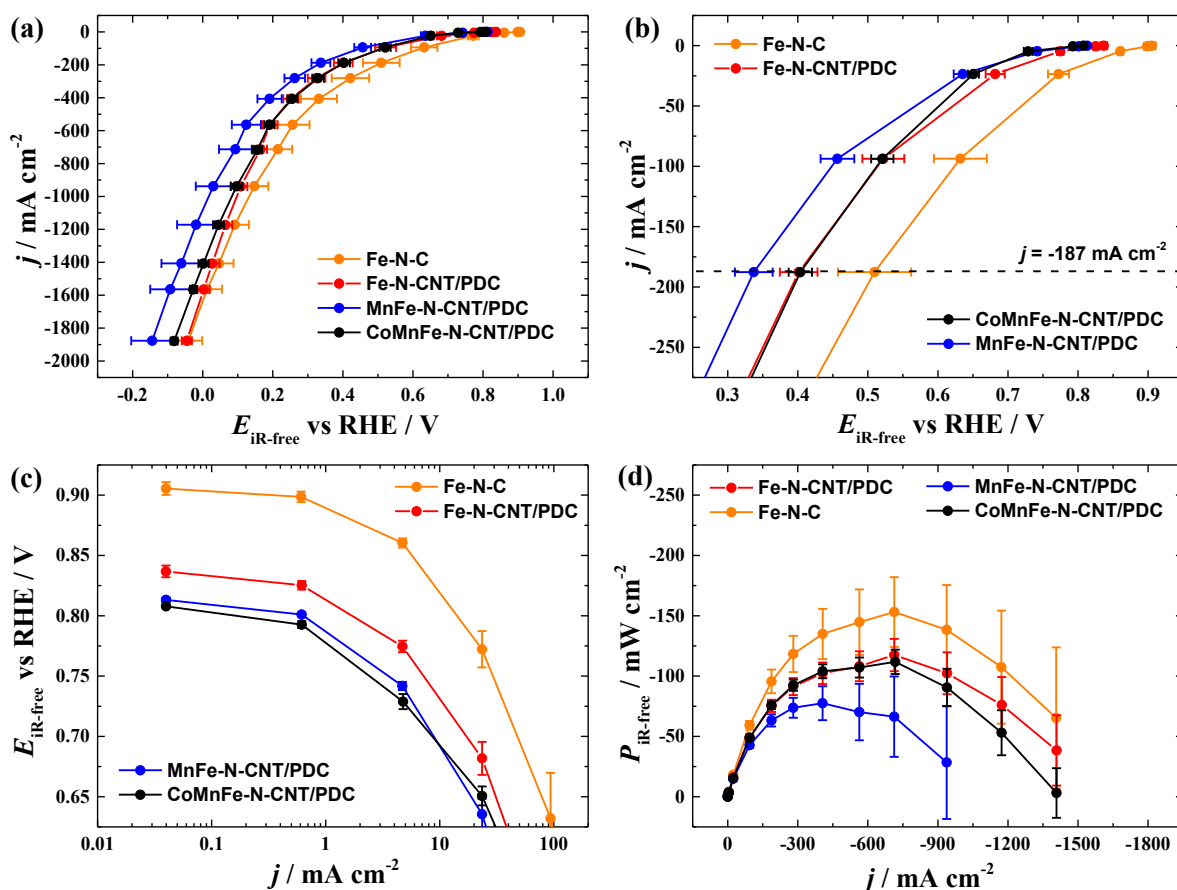 (a)
0
-200
-400
-600
-800
-1000
-1200
-1400
-1600
-1800
-2000
j / mA cm-2
-0.2 0.0 0.2 0.4 0.6 0.8 1.0
EiR-free vs RHE / V
Fe-N-C
Fe-N-CNT/PDC
MnFe-N-CNT/PDC
CoMnFe-N-CNT/PDC
(b)
0
-50
-100
-150
-200
-250
j / mA cm-2
0.3 0.4 0.5 0.6 0.7 0.8 0.9
EiR-free vs RHE / V
Fe-N-C
Fe-N-CNT/PDC
j = -187 mA cm-2
CoMnFe-N-CNT/PDC
MnFe-N-CNT/PDC
(c)
0.90
0.85
0.80
0.75
0.70
0.65
EiR-free vs RHE / V
0.01 0.1 1 10 100
j / mA cm-2
Fe-N-C
Fe-N-CNT/PDC
MnFe-N-CNT/PDC
CoMnFe-N-CNT/PDC
(d)
-250
-200
-150
-100
-50
0
PiR-free / mW cm-2
0 -300 -600 -900 -1200 -1500 -1800
j / mA cm-2
Fe-N-CNT/PDC
Fe-N-C
MnFe-N-CNT/PDC
CoMnFe-N-CNT/PDC